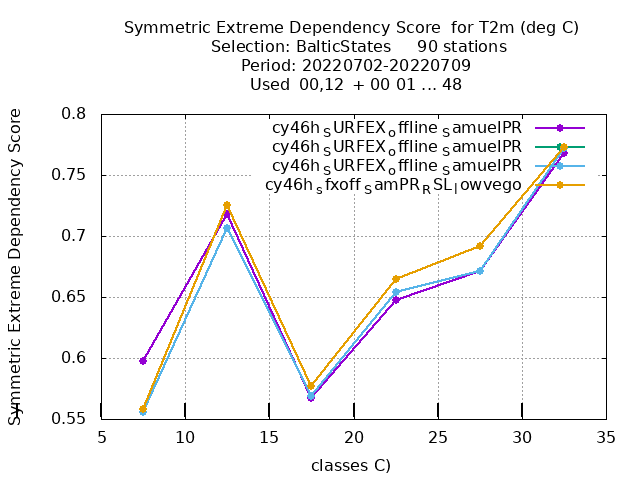 Symmetric Extreme Dependency Score for T2m (deg C)
Selection: BalticStates 90 stations
Period: 20220702-20220709
Used 00,12 + 00 01 ... 48
Symmetric Extreme Dependency Score
y
0.8
0.75
0.7
0.65
0.6
0.55
cy46h_SURFEX_offline_SamuelPR
cy46h_SURFEX_offline_SamuelPR
cy46h_SURFEX_offline_SamuelPR
cy46h_sfxoff_SamPR_RSL_lowvego
5 10 15 20 25 30 35
classes C)